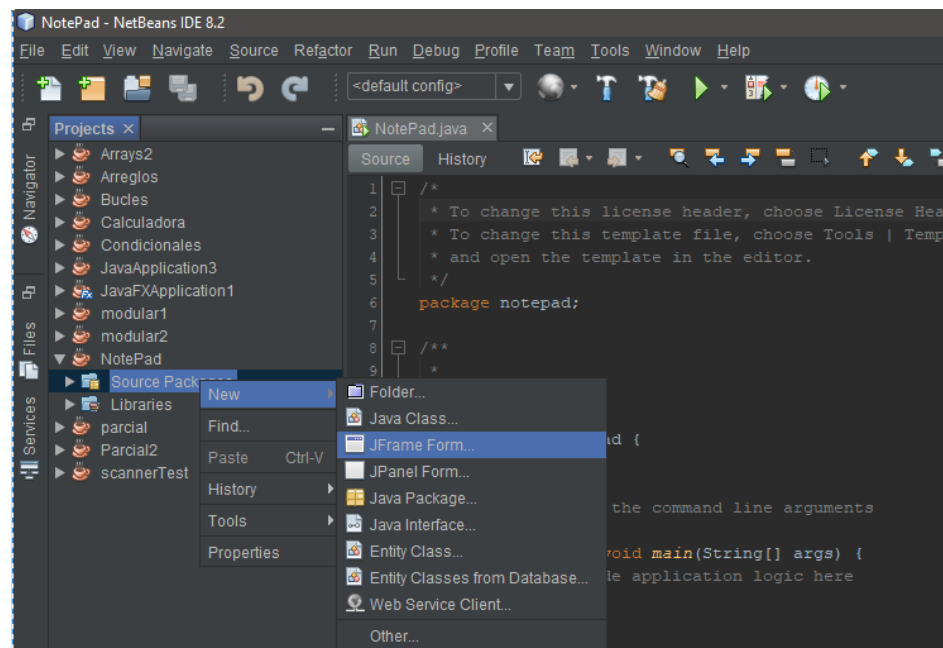 NotePad - NetBeans IDE 8.2
File Edit View Navigate Source Refactor Run Debug Profile Team Tools Window Help
<default config>
Projects
Navigator
Files
Services
Arrays2
Arreglos
Bucles
Calculadora
Condicionales
JavaApplication3
JavaFXApplication1
modular1
modular2
NotePad
Source Pack
Libraries
parcial
Parcial2
scannerTest
New
Find...
Paste Ctrl-V
History
Tools
Properties
Folder...
Java Class...
JFrame Form...
JPanel Form...
Java Package...
Java Interface...
Entity Class...
Entity Classes from Database...
Web Service Client...
Other...
NotePad.java
Source History
1 /*
2 * To change this license header, choose License Hea
3 * To change this template file, choose Tools | Temp
4 * and open the template in the editor.
5 */
6 package notepad;
7
8 /**
9 *
ad {
the command line arguments
void main(String[] args) {
de application logic here